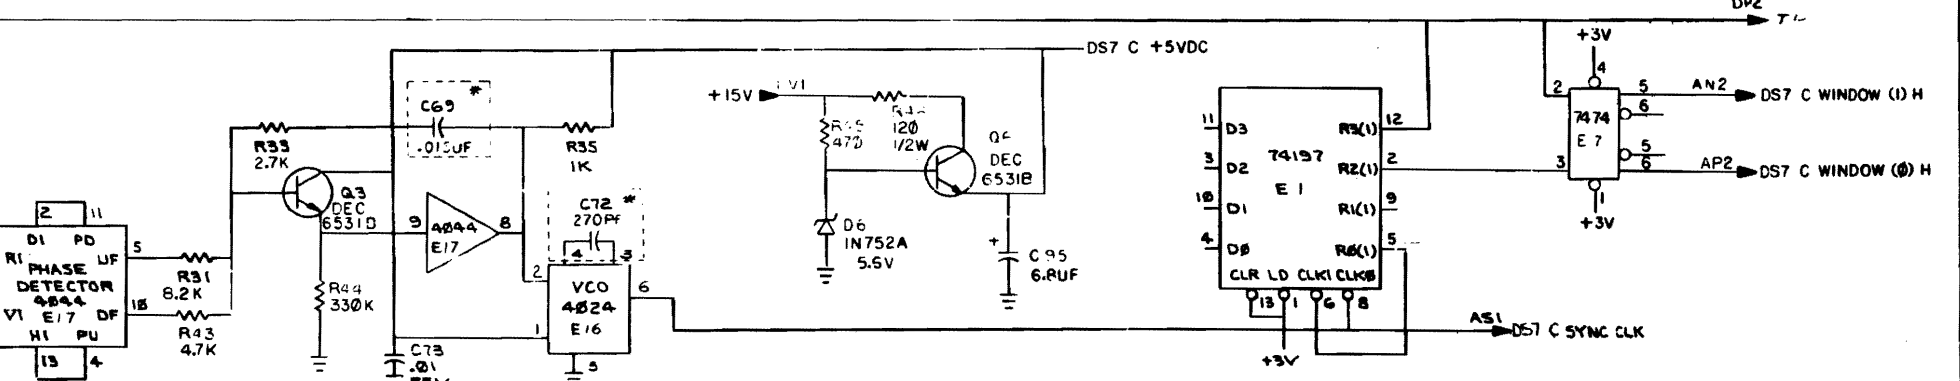 DP2
+3V
DS7 C +5VDC
4
C69
*
.015UF
+15V
2
5
AN2
DS7 C WINDOW (1) H
6
7474
E7
120
1/2W
11
D3
R3(1)
12
R33
2.7K
R35
1K
470
DEC
6531B
74197
E1
3
D2
R2(1)
2
3
5
6
AP2
DS7 C WINDOW (0) H
1
+3V
Q3
DEC
6531B
C72
*
270Pf
10
D1
R1(1)
9
2
11
9
4044
E17
8
D6
IN752A
5.6V
+
C95
6.8UF
4
D0
R0(1)
5
D1
PD
R1
UF
5
PHASE
DETECTOR
4044
V1
E17
DF
10
H1
PU
13
4
R31
8.2K
R43
4.7K
R44
330K
4
3
2
VCO
4024
E16
6
1
5
CLR
LD
CLK1
CLK0
13
1
6
8
+3V
AS1
DS7 C SYNC CLK
C73
.01